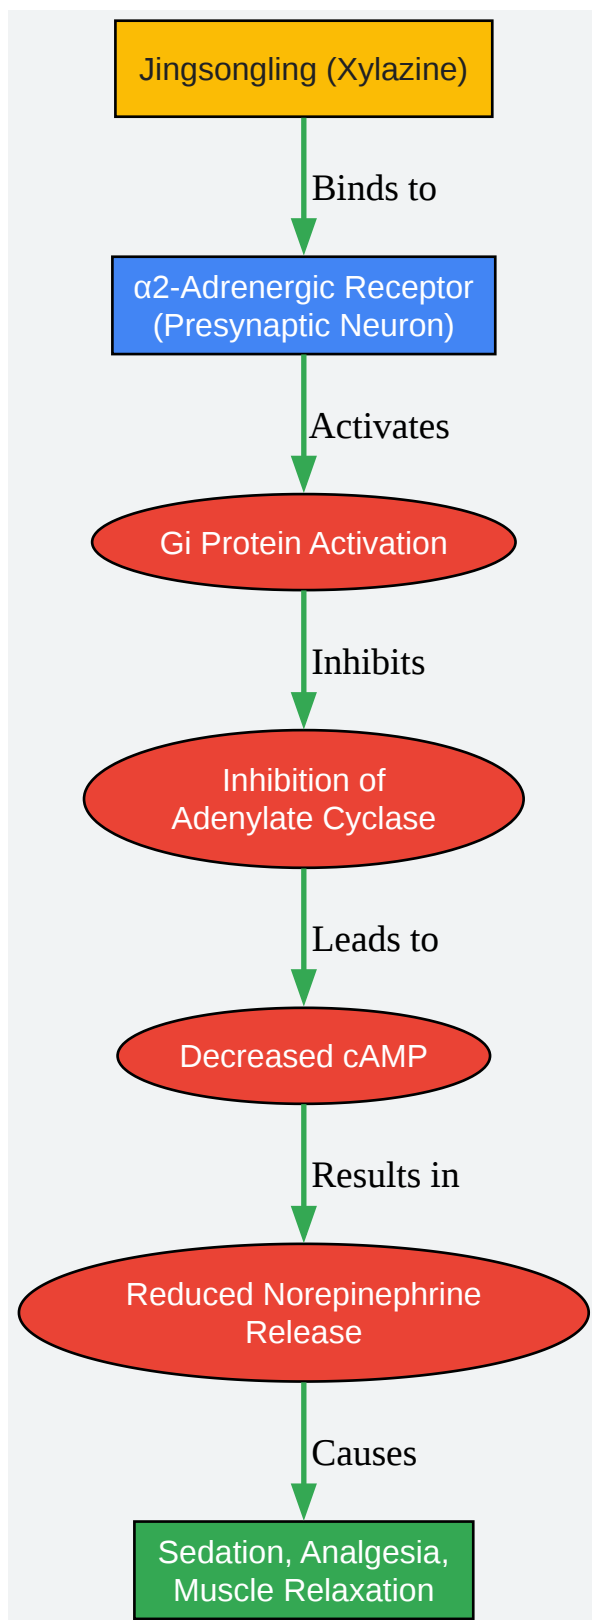 Jingsongling (Xylazine)
Binds to
α2-Adrenergic Receptor
(Presynaptic Neuron)
Activates
Gi Protein Activation
Inhibits
Inhibition of
Adenylate Cyclase
Leads to
Decreased cAMP
Results in
Reduced Norepinephrine
Release
Causes
Sedation, Analgesia,
Muscle Relaxation